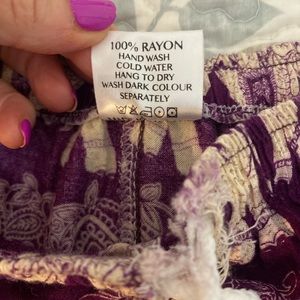 100% RAYON
HAND WASH
COLD WATER
HANG TO DRY
WASH DARK COLOUR
SEPARATELY